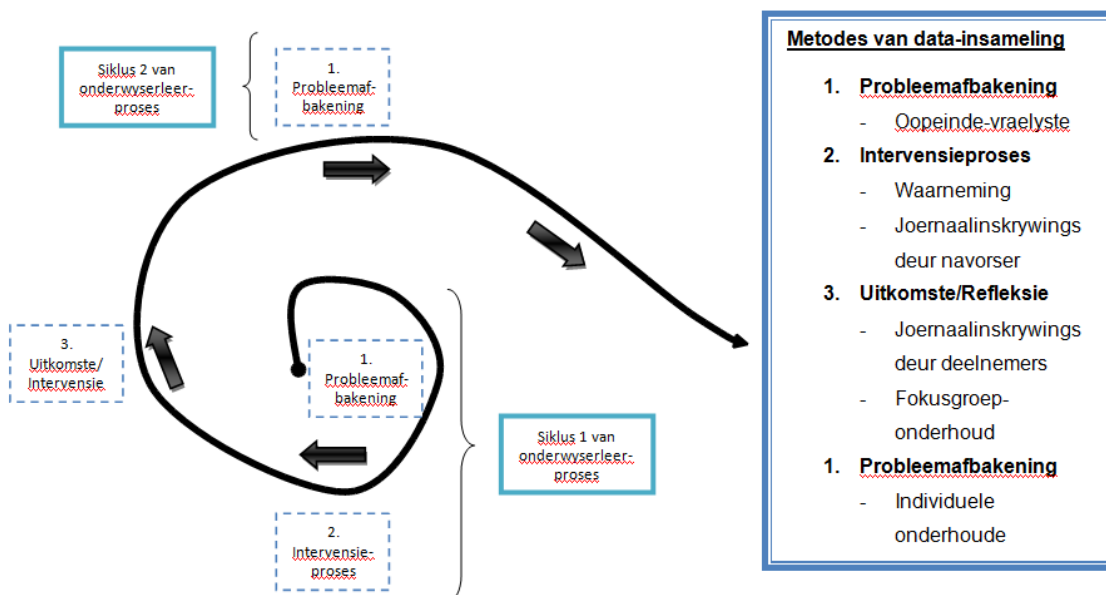 Siklus 2 van
onderwyserleer-
proses
1.
Probleemaf-
bakening
3.
Uitkomste/
Intervensie
1.
Probleemaf-
bakening
Siklus 1 van
onderwyserleer-
proses
2.
Intervensie-
proses
Metodes van data-insameling
1. Probleemafbakening
- Oopeinde-vraelyste
2. Intervensieproses
- Waarneming
- Joernaalinskrywings
deur navorser
3. Uitkomste/Refleksie
- Joernaalinskrywings
deur deelnemers
- Fokusgroep-
onderhoud
1. Probleemafbakening
- Individuele
onderhoude